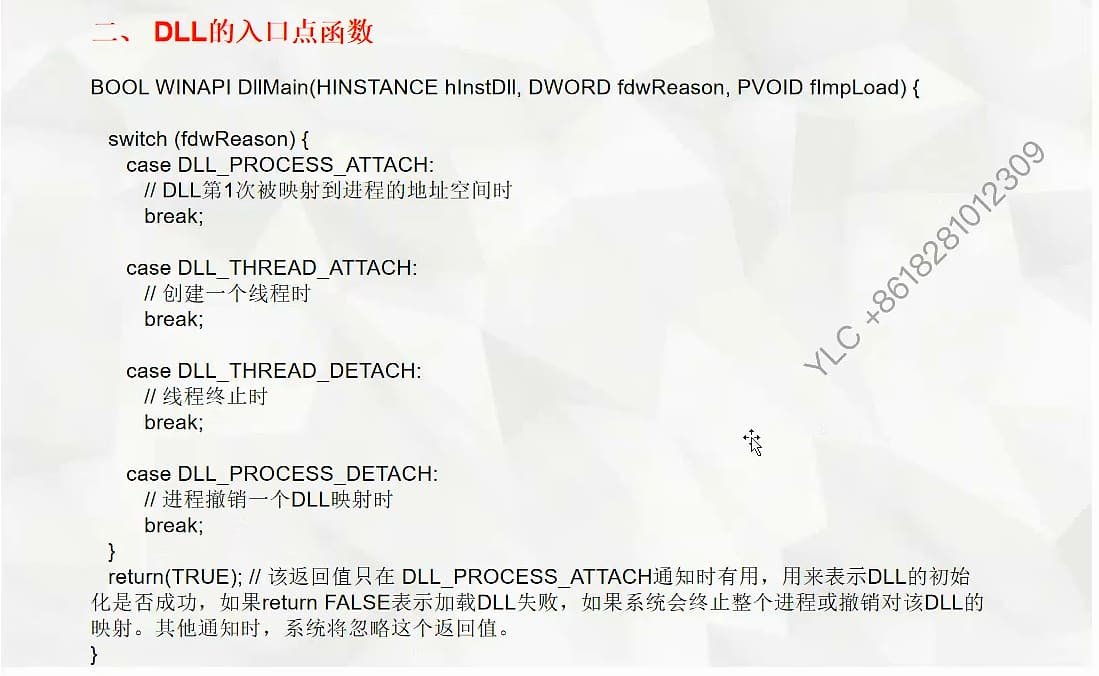 二、 DLL的入口点函数
BOOL WINAPI DllMain(HINSTANCE hInstDll, DWORD fdwReason, PVOID fImpLoad) {
switch (fdwReason) {
case DLL_PROCESS_ATTACH:
// DLL第1次被映射到进程的地址空间时
break;
case DLL_THREAD_ATTACH:
// 创建一个线程时
break;
case DLL_THREAD_DETACH:
// 线程终止时
break;
case DLL_PROCESS_DETACH:
// 进程撤销一个DLL映射时
break;
}
return(TRUE); // 该返回值只在 DLL_PROCESS_ATTACH通知时有用，用来表示DLL的初始
化是否成功，如果return FALSE表示加载DLL失败，如果系统会终止整个进程或撤销对该DLL的
映射。其他通知时，系统将忽略这个返回值。
}
YLC +8618281012309